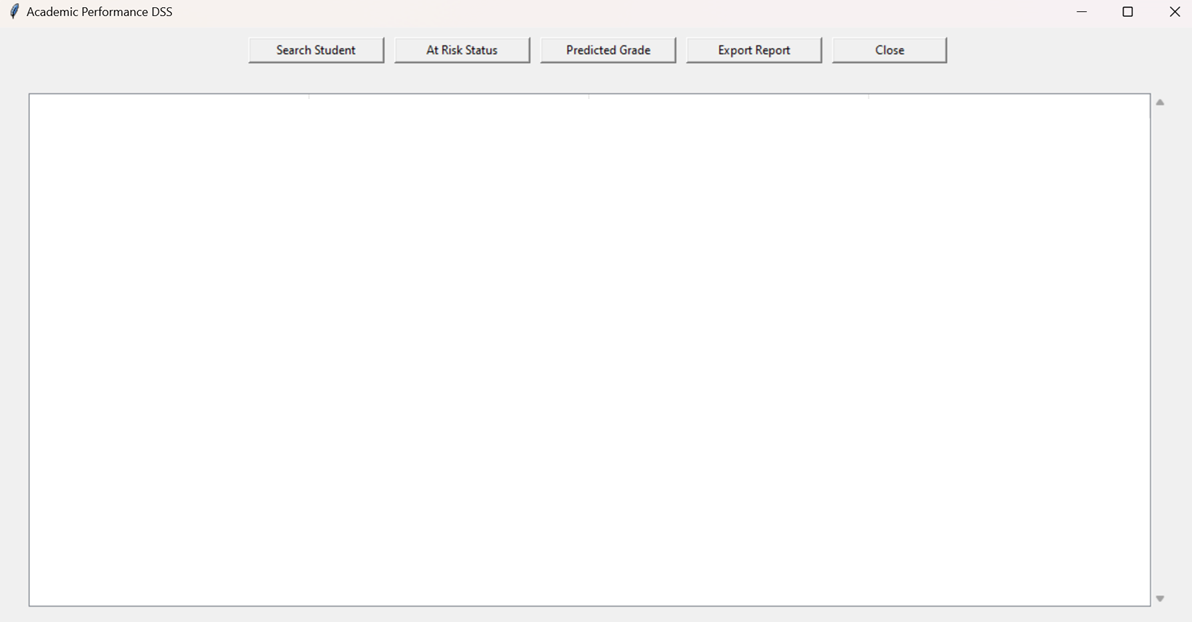 Academic Performance DSS
Search Student At Risk Status Predicted Grade Export Report Close